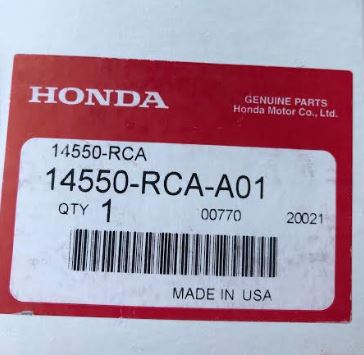 HONDA
GENUINE PARTS
Honda Motor Co., Ltd.
14550-RCA
14550-RCA-A01
QTY 1 00770 20021
MADE IN USA